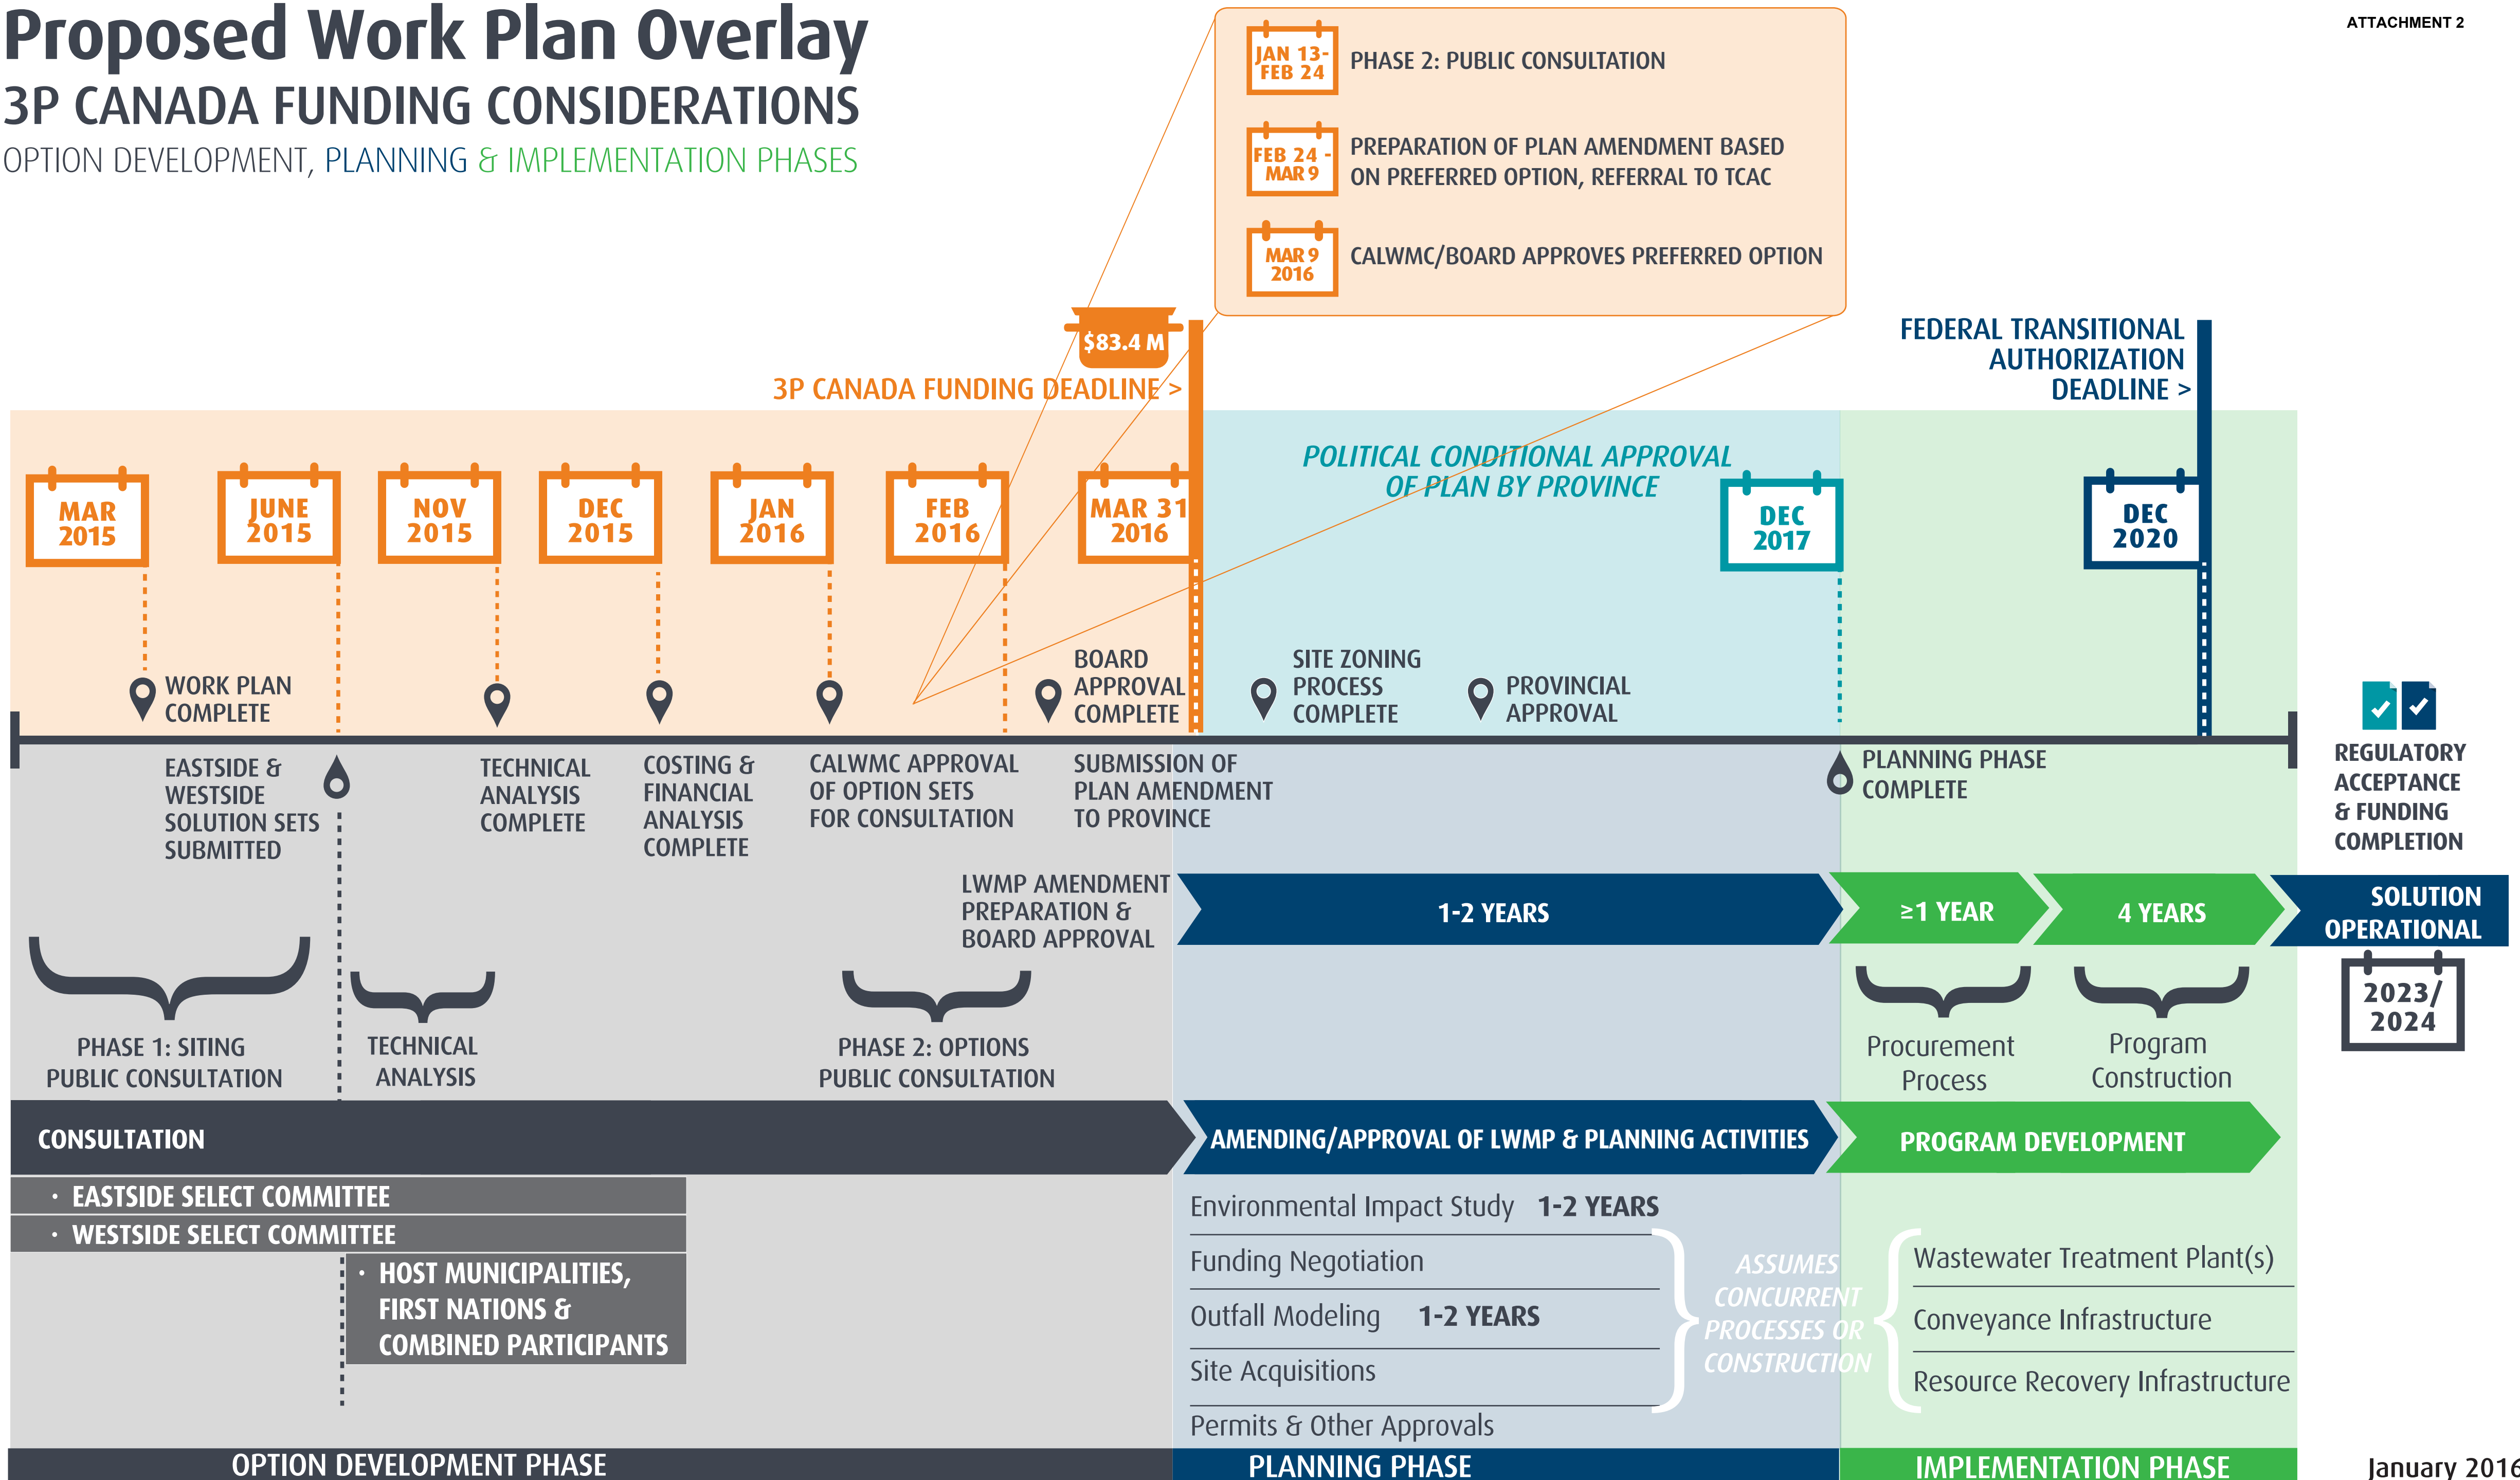 Proposed Work Plan Overlay
3P CANADA FUNDING CONSIDERATIONS
OPTION DEVELOPMENT, PLANNING & IMPLEMENTATION PHASES
ATTACHMENT 2
JAN 13-
FEB 24
PHASE 2: PUBLIC CONSULTATION
FEB 24 -
MAR 9
PREPARATION OF PLAN AMENDMENT BASED
ON PREFERRED OPTION, REFERRAL TO TCAC
MAR 9
2016
CALWMC/BOARD APPROVES PREFERRED OPTION
$83.4 M
3P CANADA FUNDING DEADLINE >
FEDERAL TRANSITIONAL
AUTHORIZATION
DEADLINE >
MAR
2015
JUNE
2015
NOV
2015
DEC
2015
JAN
2016
FEB
2016
MAR 31
2016
POLITICAL CONDITIONAL APPROVAL
OF PLAN BY PROVINCE
DEC
2017
DEC
2020
WORK PLAN
COMPLETE
BOARD
APPROVAL
COMPLETE
SITE ZONING
PROCESS
COMPLETE
PROVINCIAL
APPROVAL
EASTSIDE &
WESTSIDE
SOLUTION SETS
SUBMITTED
TECHNICAL
ANALYSIS
COMPLETE
COSTING &
FINANCIAL
ANALYSIS
COMPLETE
CALWMC APPROVAL
OF OPTION SETS
FOR CONSULTATION
SUBMISSION OF
PLAN AMENDMENT
TO PROVINCE
PLANNING PHASE
COMPLETE
REGULATORY
ACCEPTANCE
& FUNDING
COMPLETION
LWMP AMENDMENT
PREPARATION &
BOARD APPROVAL
1-2 YEARS
≥1 YEAR
4 YEARS
SOLUTION
OPERATIONAL
2023/
2024
PHASE 1: SITING
PUBLIC CONSULTATION
TECHNICAL
ANALYSIS
PHASE 2: OPTIONS
PUBLIC CONSULTATION
Procurement
Process
Program
Construction
CONSULTATION
AMENDING/APPROVAL OF LWMP & PLANNING ACTIVITIES
PROGRAM DEVELOPMENT
· EASTSIDE SELECT COMMITTEE
· WESTSIDE SELECT COMMITTEE
· HOST MUNICIPALITIES,
FIRST NATIONS &
COMBINED PARTICIPANTS
Environmental Impact Study 1-2 YEARS
Funding Negotiation
Outfall Modeling 1-2 YEARS
Site Acquisitions
Permits & Other Approvals
ASSUMES
CONCURRENT
PROCESSES OR
CONSTRUCTION
Wastewater Treatment Plant(s)
Conveyance Infrastructure
Resource Recovery Infrastructure
OPTION DEVELOPMENT PHASE
PLANNING PHASE
IMPLEMENTATION PHASE
January 2016